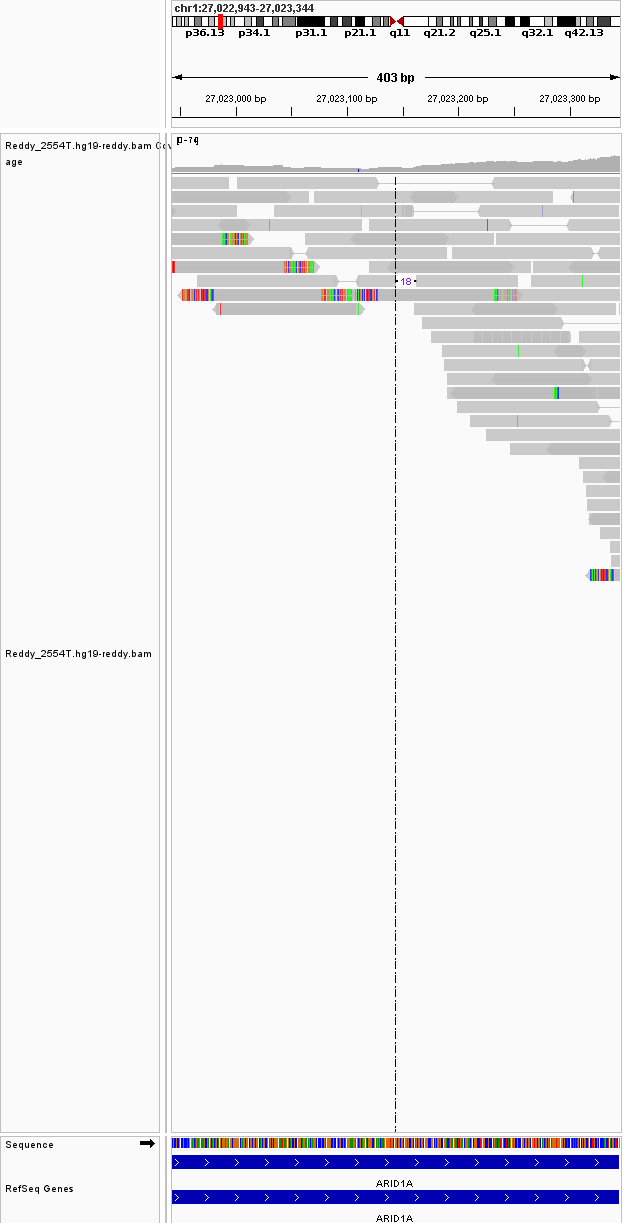 chr1:27,022,943-27,023,344
p36.13 p34.1 p31.1 p21.1 q11 q21.2 q25.1 q32.1 q42.13
403 bp
27,023,000 bp 27,023,100 bp 27,023,200 bp 27,023,300 bp
Reddy_2554T.hg19-reddy.bam Cov
age
[0-74]
18
Reddy_2554T.hg19-reddy.bam
Sequence
RefSeq Genes
ARID1A
ARID1A